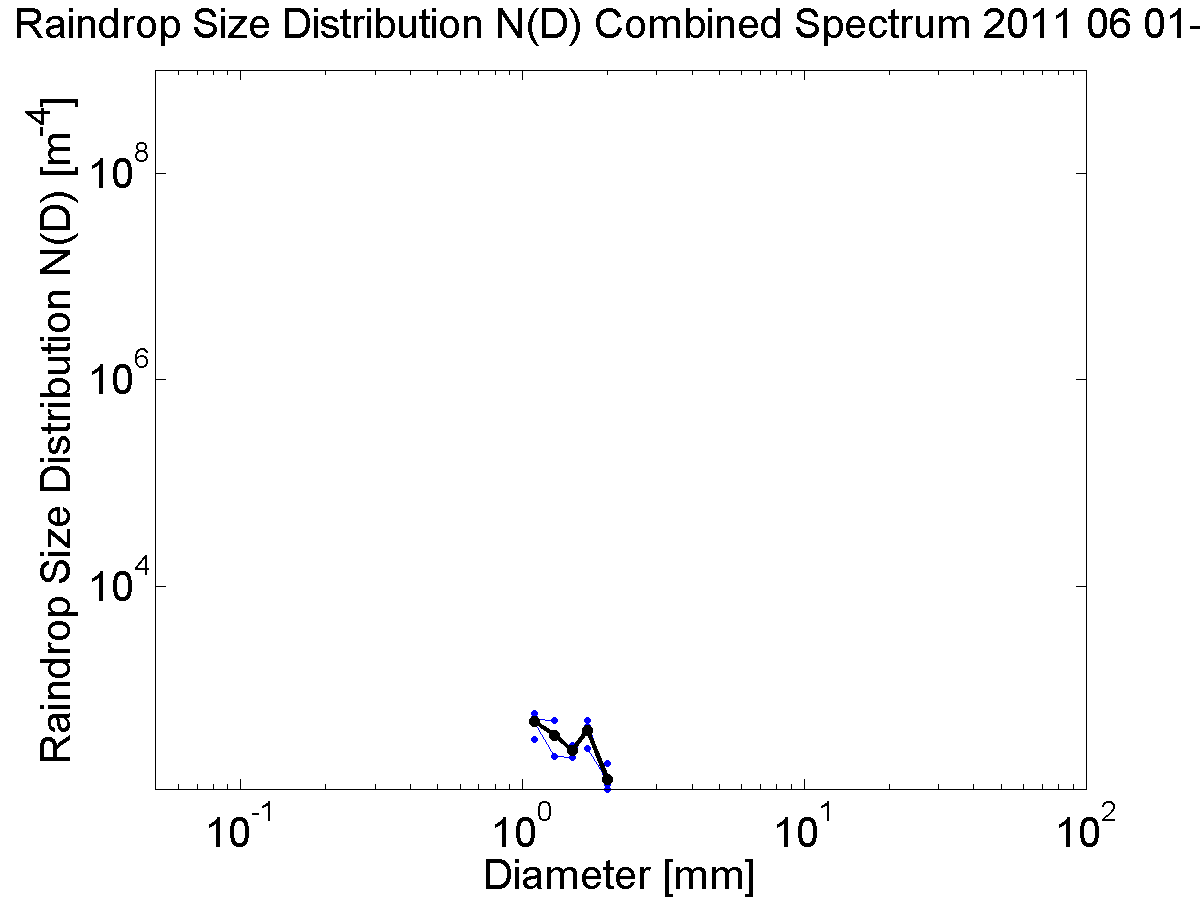 Raindrop Size Distribution N(D) Combined Spectrum 2011 06 01-
Raindrop Size Distribution N(D) [m^-4]
10^8
10^6
10^4
10^-1
10^0
10^1
10^2
Diameter [mm]